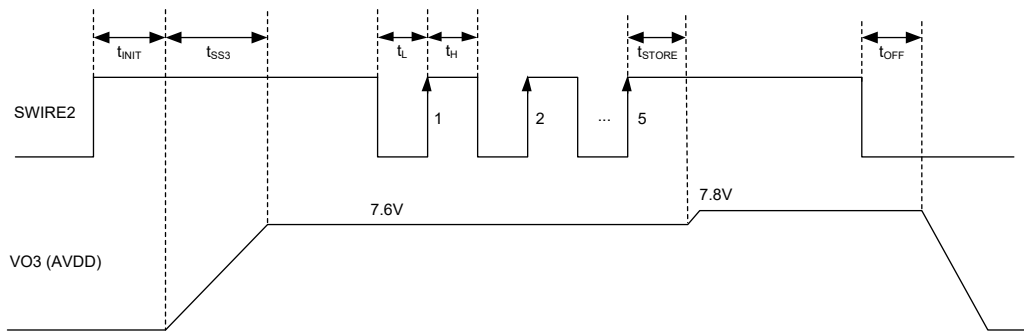 tINIT
tSS3
tL
tH
tSTORE
tOFF
SWIRE2
1
2
...
5
7.6V
7.8V
VO3 (AVDD)